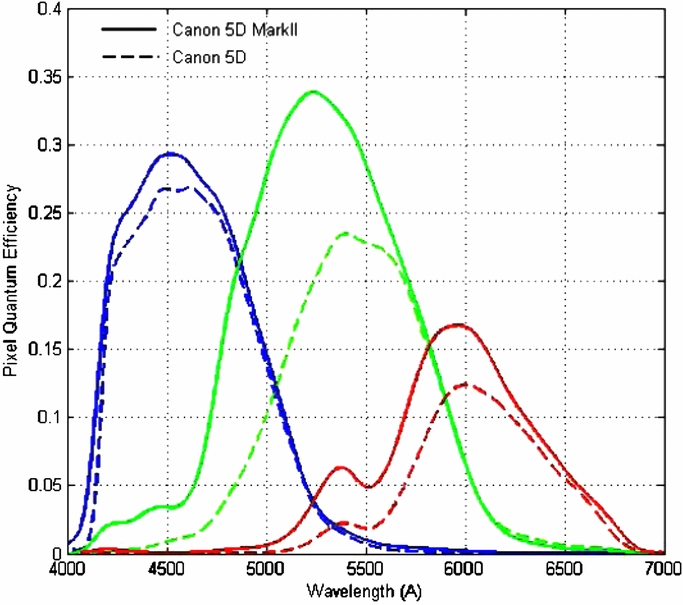 0.4
Canon 5D MarkII
Canon 5D
0.35
0.3
0.25
0.2
0.15
0.1
0.05
0
Pixel Quantum Efficiency
4000 4500 5000 5500 6000 6500 7000
Wavelength (A)